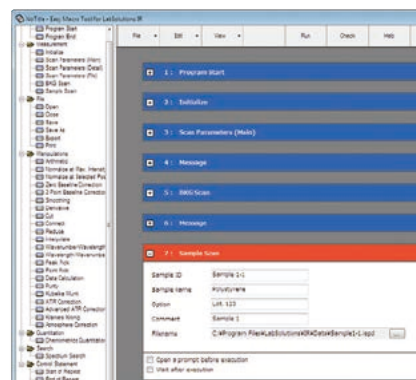 NoTitle - Easy Macro Tool for LabSolutions IR
Program Start
Program End
Measurement
Initialize
Scan Parameters (Main)
Scan Parameters (Detail)
Scan Parameters (File)
BKG Scan
Sample Scan
File
Open
Close
Save
Save As
Export
Print
Manipulations
Arithmetic
Normalize at Max. Intensit
Normalize at Selected Poi
Zero Baseline Correction
3 Point Baseline Correctio
Smoothing
Derivative
Cut
Connect
Reduce
Interpolate
Wavenumber-Wavelength
Wavelength-Wavenumber
Peak Pick
Point Pick
Data Calculation
Purity
Kubelka Munk
ATR Correction
Advanced ATR Correction
Kramers Kronig
Atmosphere Correction
Quantitation
Chemometrics Quantitation
Search
Spectrum Search
Control Statement
Start of Repeat
End of Repeat
File Edit View Run Check Help
1: Program Start
2: Initialize
3: Scan Parameters (Main)
4: Message
5: BKG Scan
6: Message
7: Sample Scan
Sample ID Sample 1-1
Sample Name Polystyrene
Option Lot. 123
Comment Sample 1
Filename C:\Program Files\LabSolutions\IR\Data\Sample1-1.ispd ...
Open a prompt before execution
Wait after execution